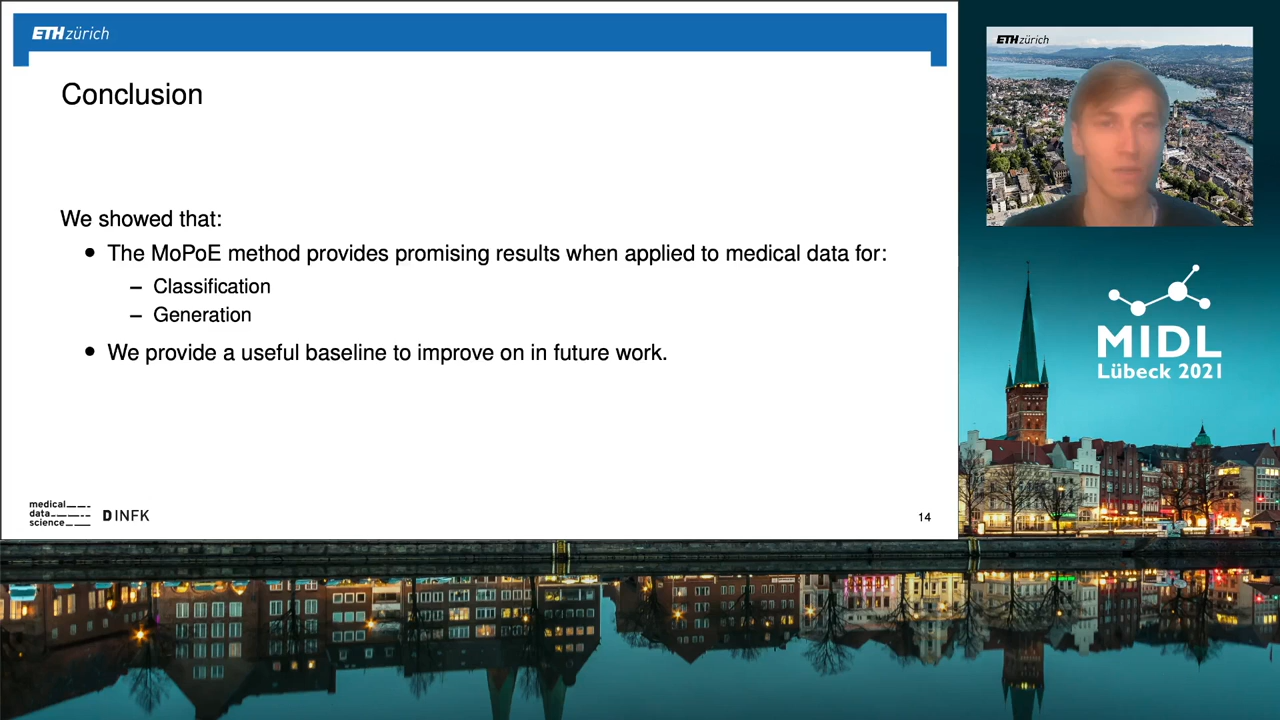 ETH zürich
Conclusion
We showed that:
● The MoPoE method provides promising results when applied to medical data for:
– Classification
– Generation
● We provide a useful baseline to improve on in future work.
medical
data
science
D INFK
14
ETH zürich
MIDL
Lübeck 2021